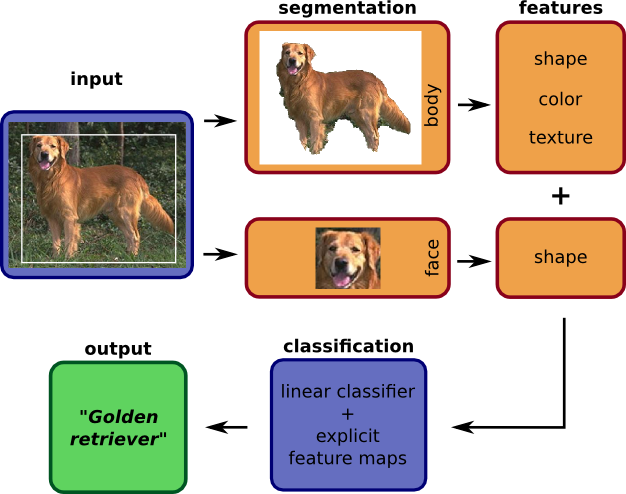 segmentation
features
input
body
shape
color
texture
+
face
shape
output
classification
"Golden
retriever"
linear classifier
+
explicit
feature maps